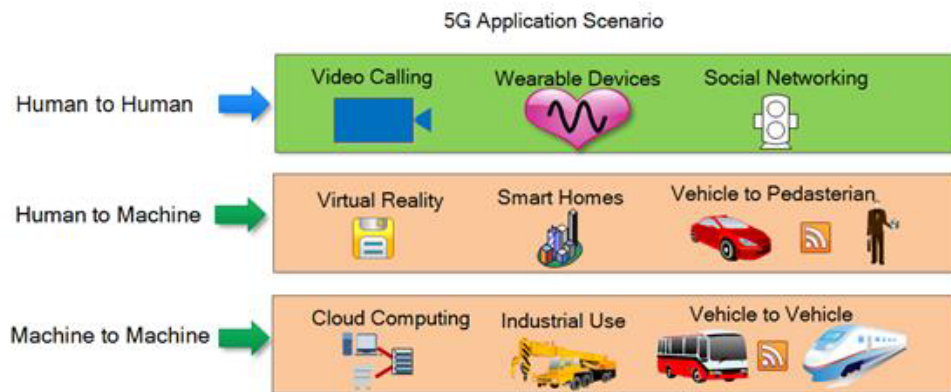 5G Application Scenario
Human to Human
Video Calling
Wearable Devices
Social Networking
Human to Machine
Virtual Reality
Smart Homes
Vehicle to Pedasterian
Machine to Machine
Cloud Computing
Industrial Use
Vehicle to Vehicle